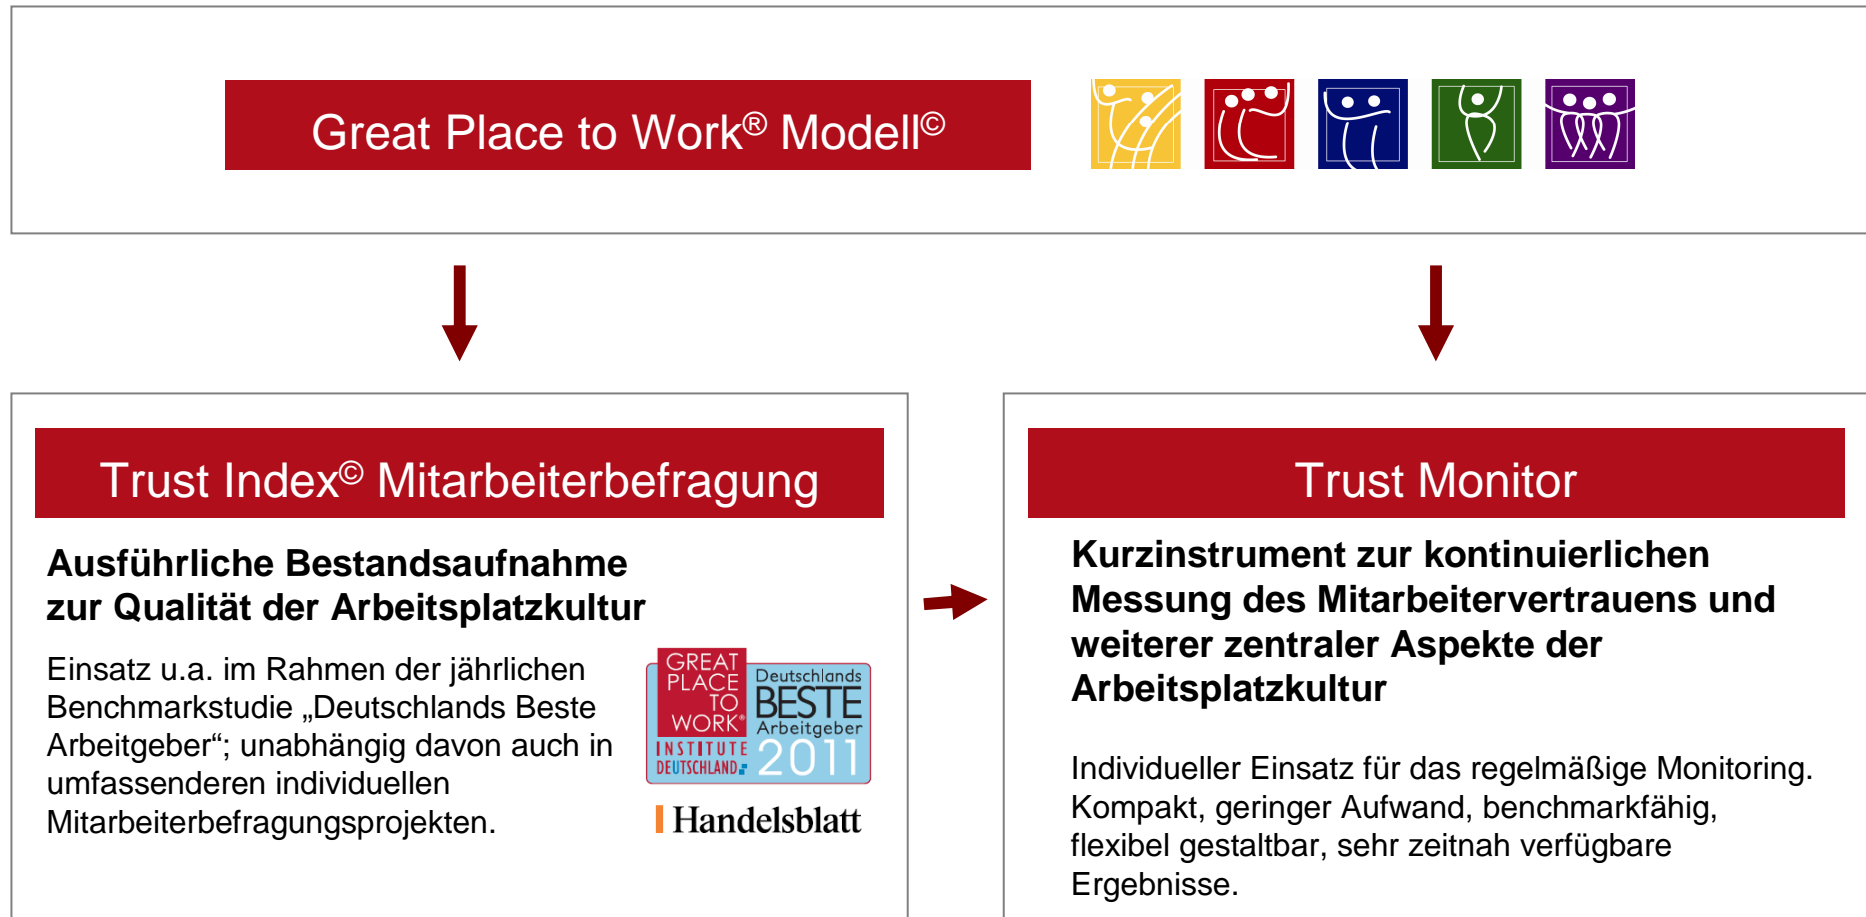 Great Place to Work® Modell©
Trust Index© Mitarbeiterbefragung
Ausführliche Bestandsaufnahme
zur Qualität der Arbeitsplatzkultur
Einsatz u.a. im Rahmen der jährlichen
Benchmarkstudie „Deutschlands Beste
Arbeitgeber“; unabhängig davon auch in
umfassenderen individuellen
Mitarbeiterbefragungsprojekten.
GREAT
PLACE
TO
WORK®
INSTITUTE
DEUTSCHLAND
Deutschlands
BESTE
Arbeitgeber
2011
Handelsblatt
Trust Monitor
Kurzinstrument zur kontinuierlichen
Messung des Mitarbeitervertrauens und
weiterer zentraler Aspekte der
Arbeitsplatzkultur
Individueller Einsatz für das regelmäßige Monitoring.
Kompakt, geringer Aufwand, benchmarkfähig,
flexibel gestaltbar, sehr zeitnah verfügbare
Ergebnisse.